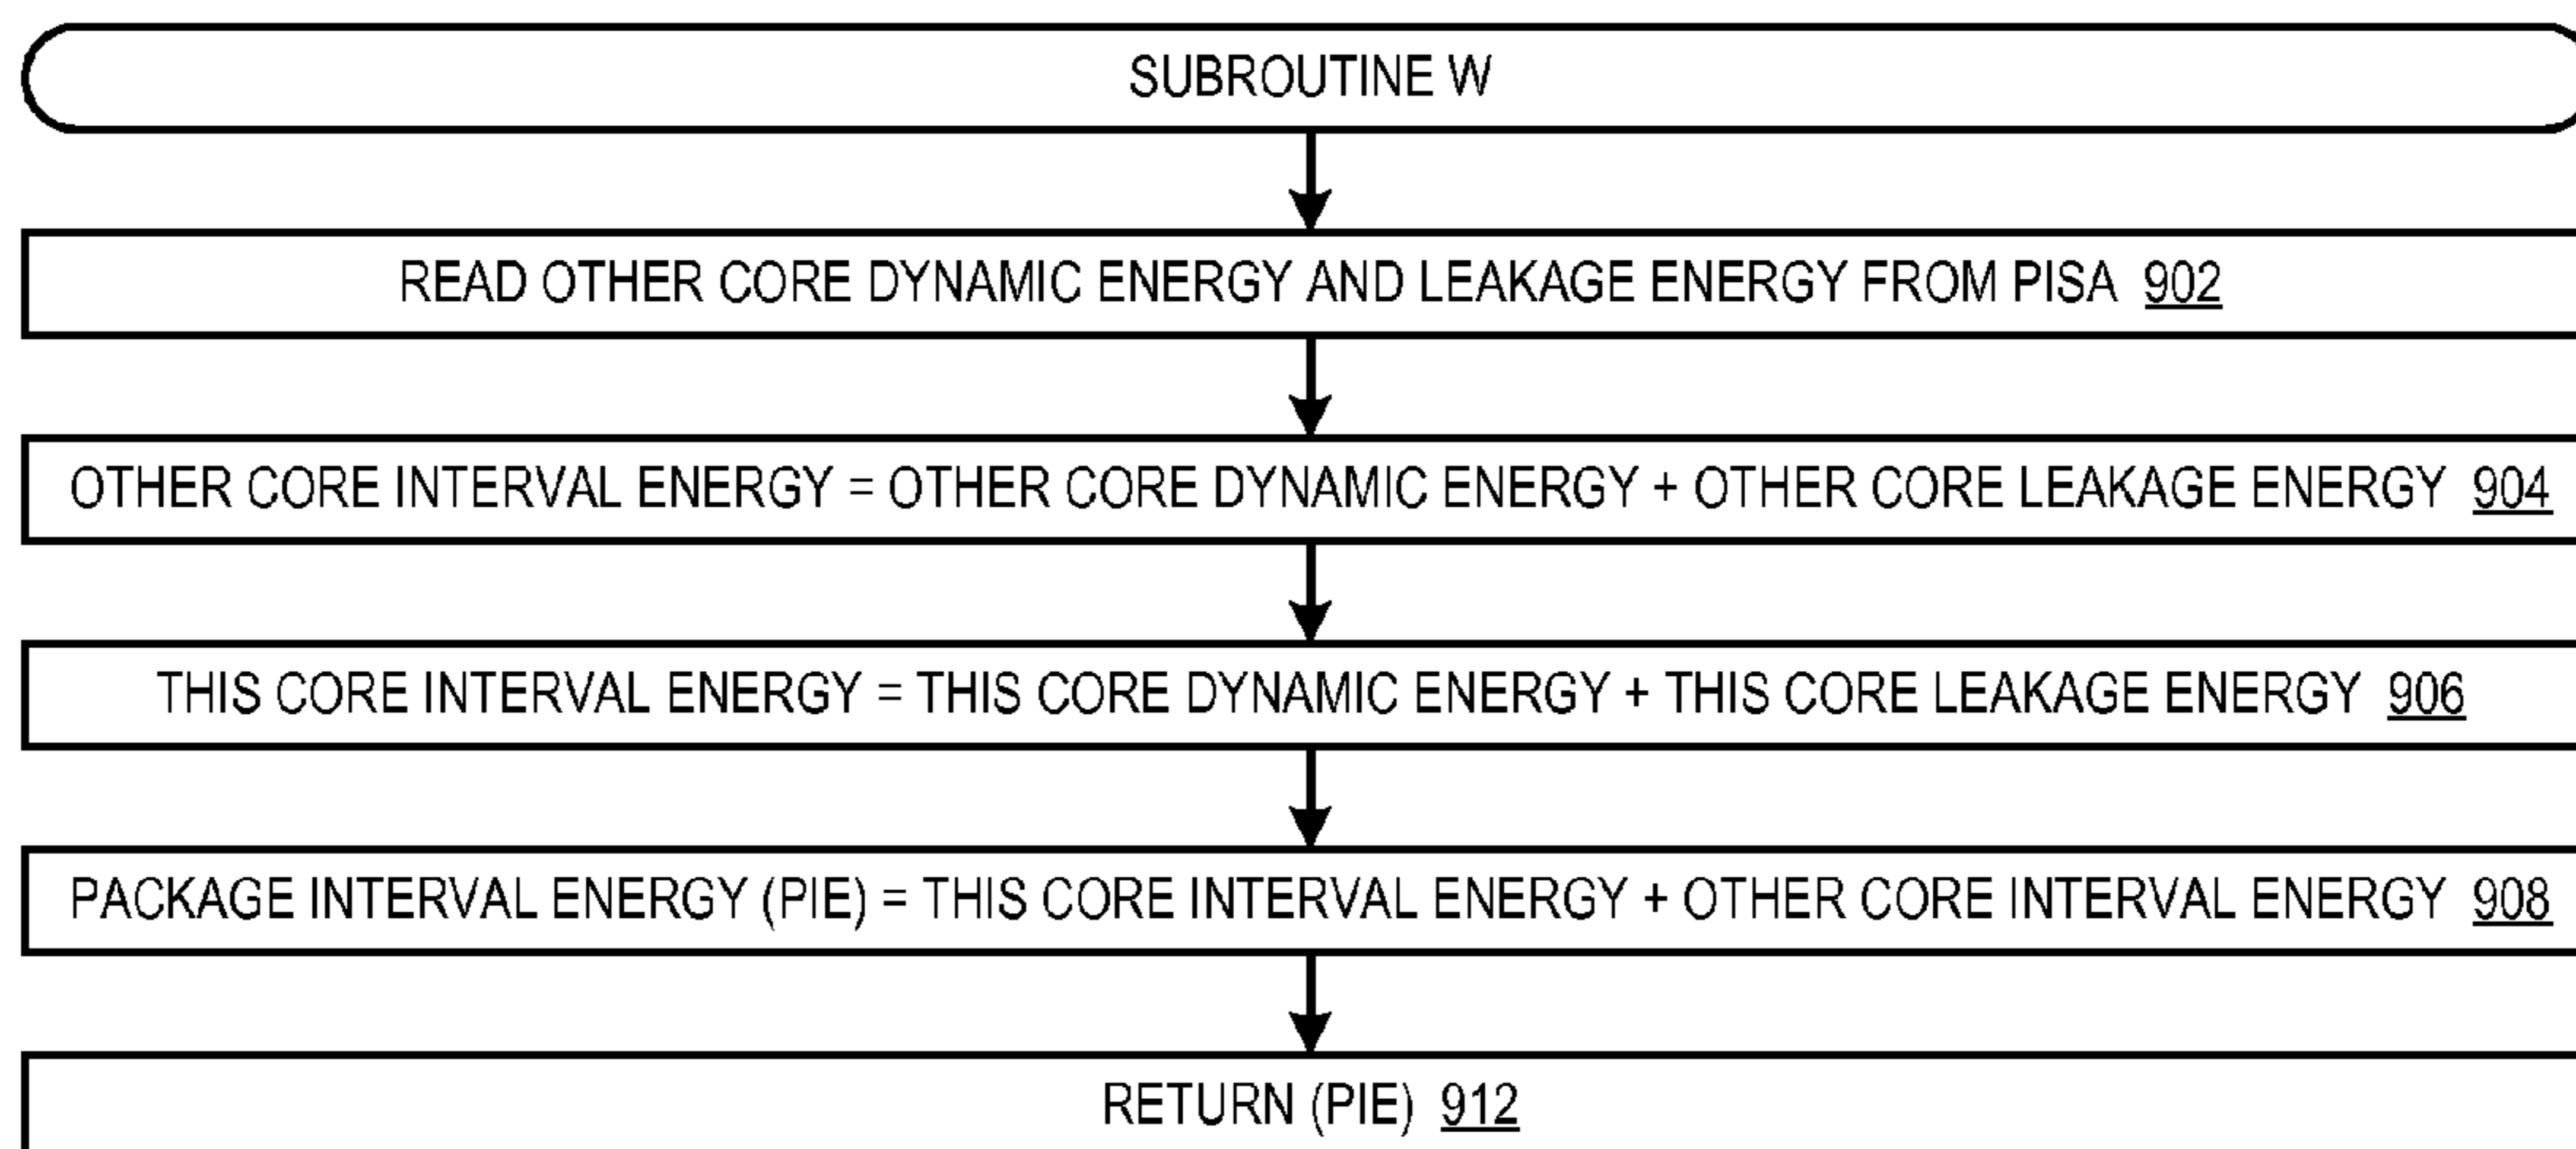 SUBROUTINE W
READ OTHER CORE DYNAMIC ENERGY AND LEAKAGE ENERGY FROM PISA 902
OTHER CORE INTERVAL ENERGY = OTHER CORE DYNAMIC ENERGY + OTHER CORE LEAKAGE ENERGY 904
THIS CORE INTERVAL ENERGY = THIS CORE DYNAMIC ENERGY + THIS CORE LEAKAGE ENERGY 906
PACKAGE INTERVAL ENERGY (PIE) = THIS CORE INTERVAL ENERGY + OTHER CORE INTERVAL ENERGY 908
RETURN (PIE) 912